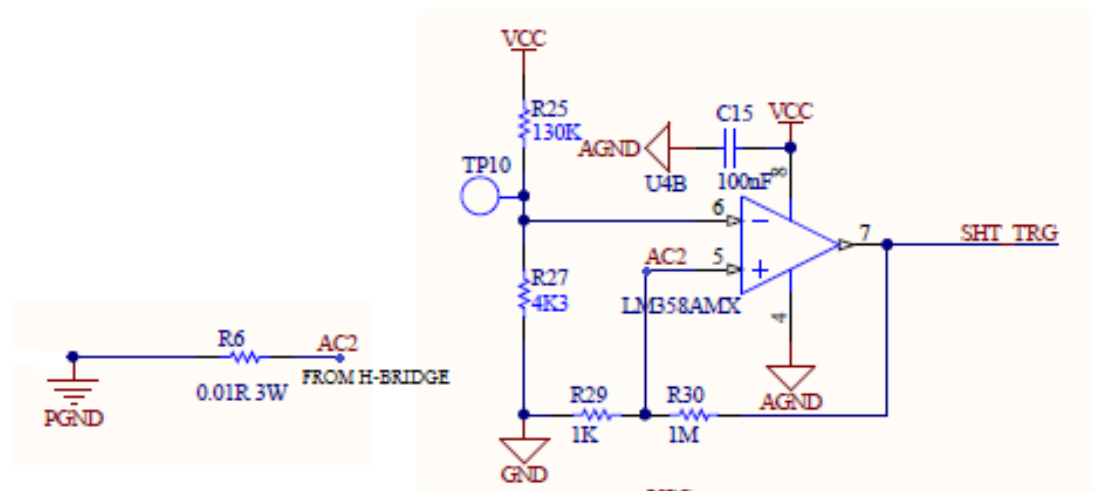 VCC
R25
130K
TP10
C15
VCC
AGND
U4B
100nF
8
6
SHT_TRG
7
AC2
5
R27
4K3
LM358AMX
4
R6
AC2
FROM H-BRIDGE
0.01R 3W
PGND
R29
R30
AGND
1K
1M
GND